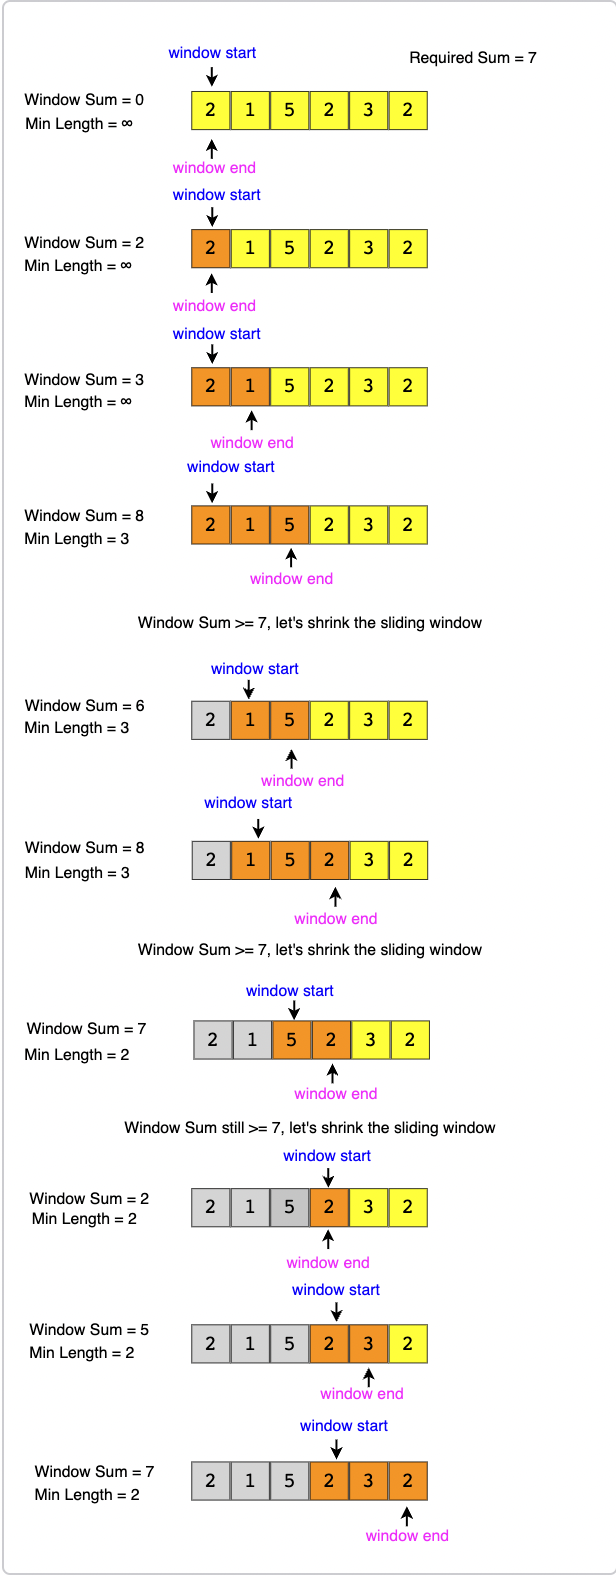 window start
Required Sum = 7
Window Sum = 0
Min Length = ∞
2 1 5 2 3 2
window end
window start
Window Sum = 2
Min Length = ∞
2 1 5 2 3 2
window end
window start
Window Sum = 3
Min Length = ∞
2 1 5 2 3 2
window end
window start
Window Sum = 8
Min Length = 3
2 1 5 2 3 2
window end
Window Sum >= 7, let's shrink the sliding window
window start
Window Sum = 6
Min Length = 3
2 1 5 2 3 2
window end
window start
Window Sum = 8
Min Length = 3
2 1 5 2 3 2
window end
Window Sum >= 7, let's shrink the sliding window
window start
Window Sum = 7
Min Length = 2
2 1 5 2 3 2
window end
Window Sum still >= 7, let's shrink the sliding window
window start
Window Sum = 2
Min Length = 2
2 1 5 2 3 2
window end
window start
Window Sum = 5
Min Length = 2
2 1 5 2 3 2
window end
window start
Window Sum = 7
Min Length = 2
2 1 5 2 3 2
window end